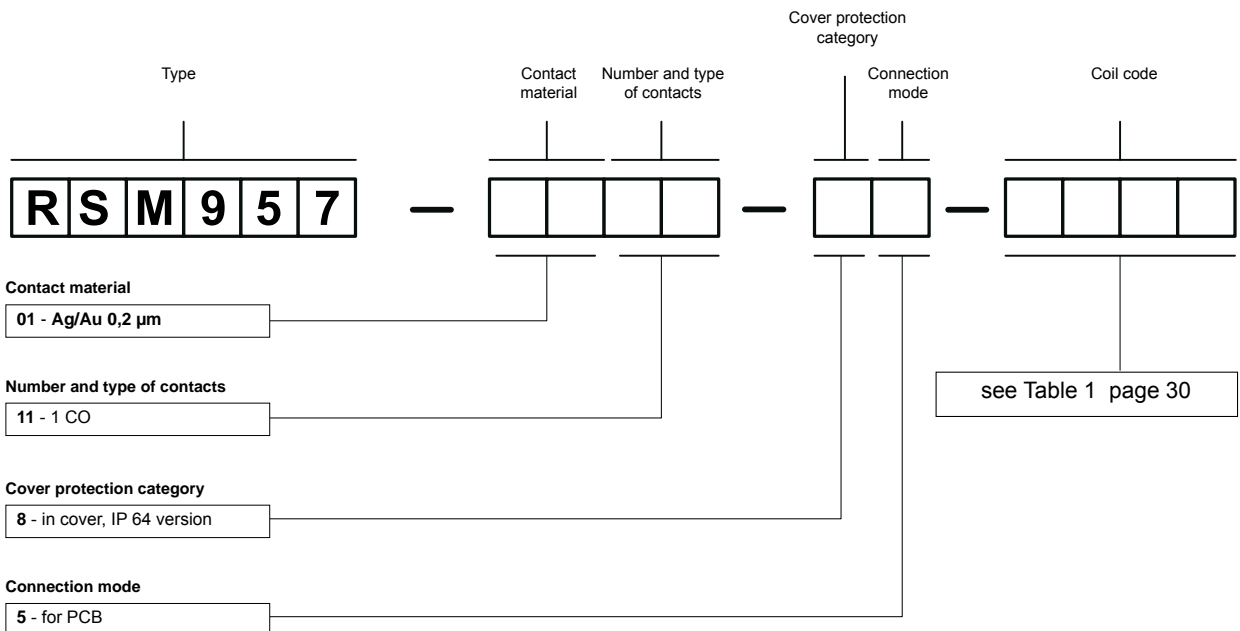 Cover protection
category
Type
Contact
material
Number and type
of contacts
Connection
mode
Coil code
RSM957 — — —
Contact material
01 - Ag/Au 0,2 µm
Number and type of contacts
11 - 1 CO
see Table 1 page 30
Cover protection category
8 - in cover, IP 64 version
Connection mode
5 - for PCB